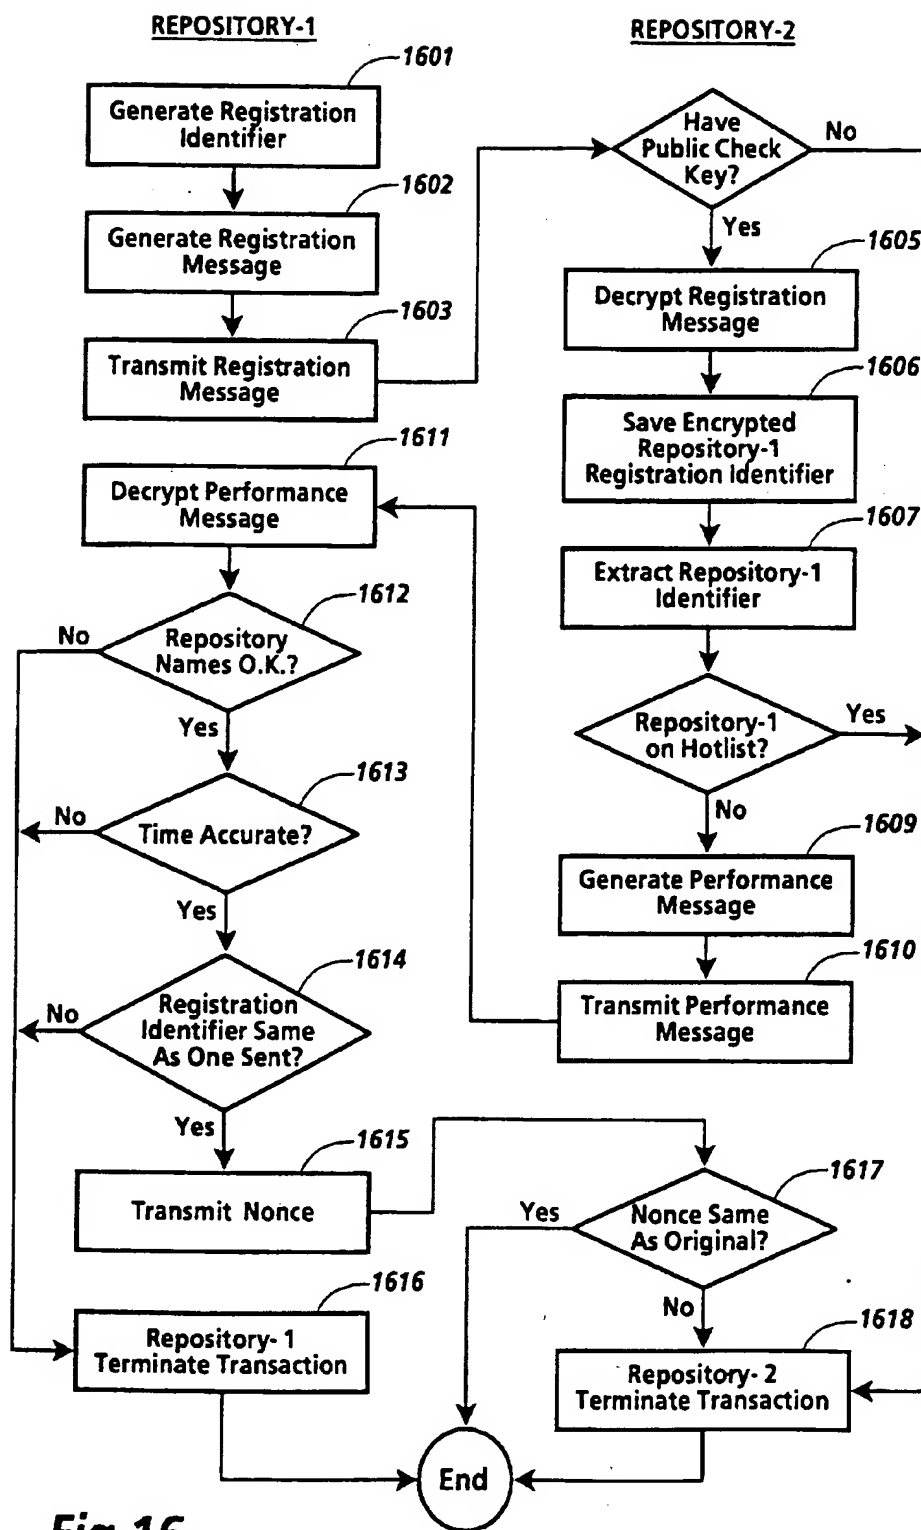 REPOSITORY-1
1601
Generate Registration
Identifier
1602
Generate Registration
Message
1603
Transmit Registration
Message
1611
Decrypt Performance
Message
1612
Repository
Names O.K.?
No
Yes
1613
Time Accurate?
No
Yes
1614
Registration
Identifier Same
As One Sent?
No
Yes
1615
Transmit Nonce
1616
Repository- 1
Terminate Transaction
REPOSITORY-2
Have
Public Check
Key?
No
Yes
1605
Decrypt Registration
Message
1606
Save Encrypted
Repository-1
Registration Identifier
1607
Extract Repository-1
Identifier
Repository-1
on Hotlist?
Yes
No
1609
Generate Performance
Message
1610
Transmit Performance
Message
1617
Nonce Same
As Original?
Yes
No
1618
Repository- 2
Terminate Transaction
End
Fig.16